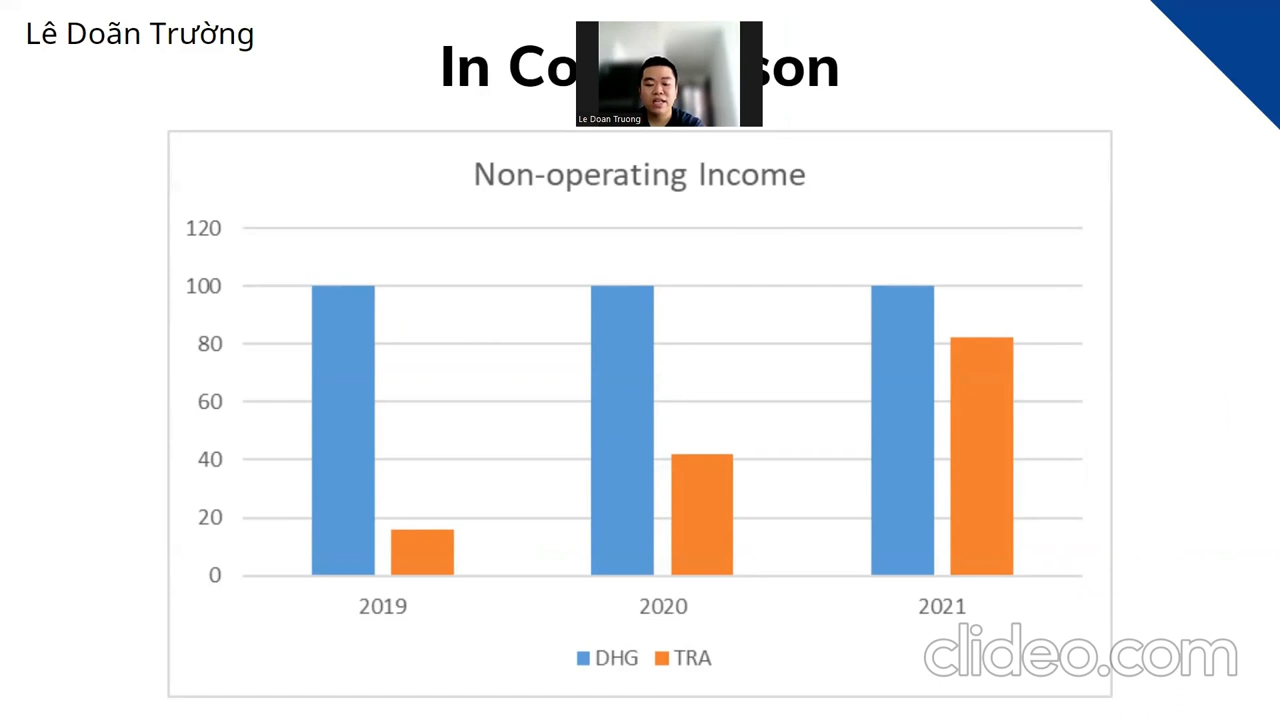 Lê Doãn Trường
In Co son
Le Doan Truong
Non-operating Income
120
100
80
60
40
20
0
2019 2020 2021
DHG TRA
clideo.com